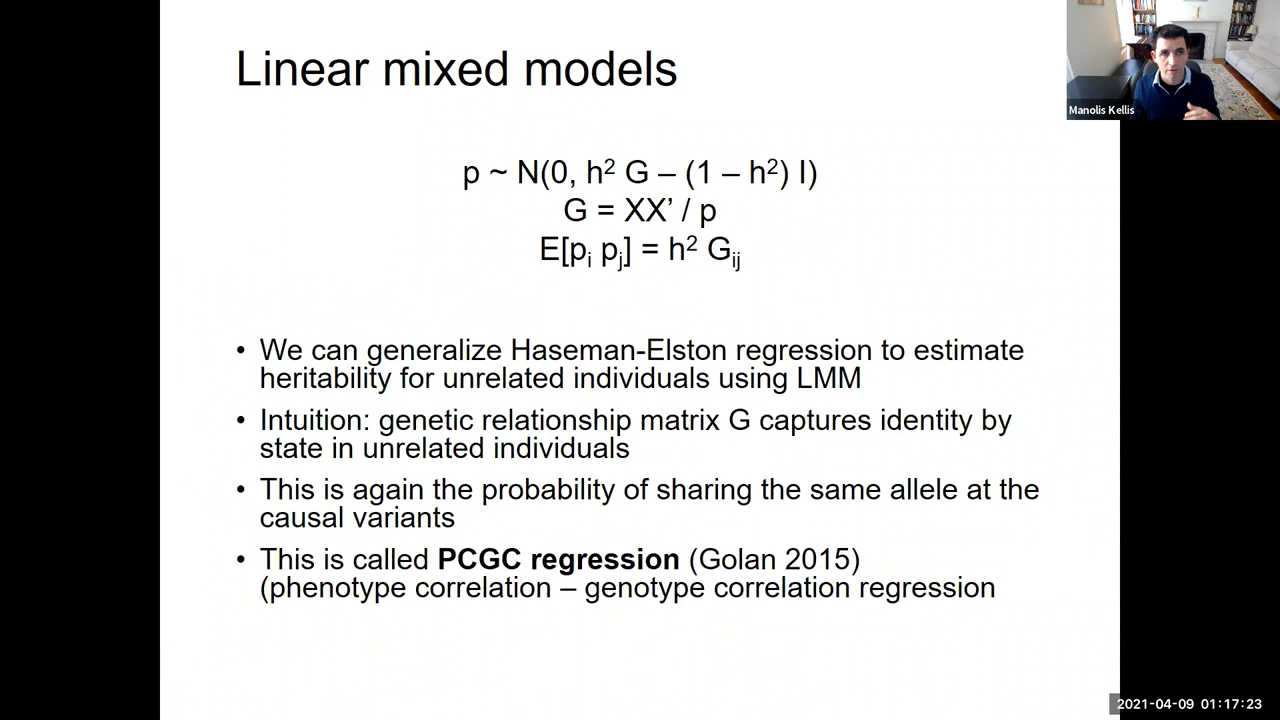 Linear mixed models
Manolis Kellis
p ~ N(0, h² G – (1 – h²) I)
G = XX’ / p
E[pᵢ pⱼ] = h² Gᵢⱼ
• We can generalize Haseman-Elston regression to estimate
heritability for unrelated individuals using LMM
• Intuition: genetic relationship matrix G captures identity by
state in unrelated individuals
• This is again the probability of sharing the same allele at the
causal variants
• This is called PCGC regression (Golan 2015)
(phenotype correlation – genotype correlation regression
2021-04-09 01:17:23